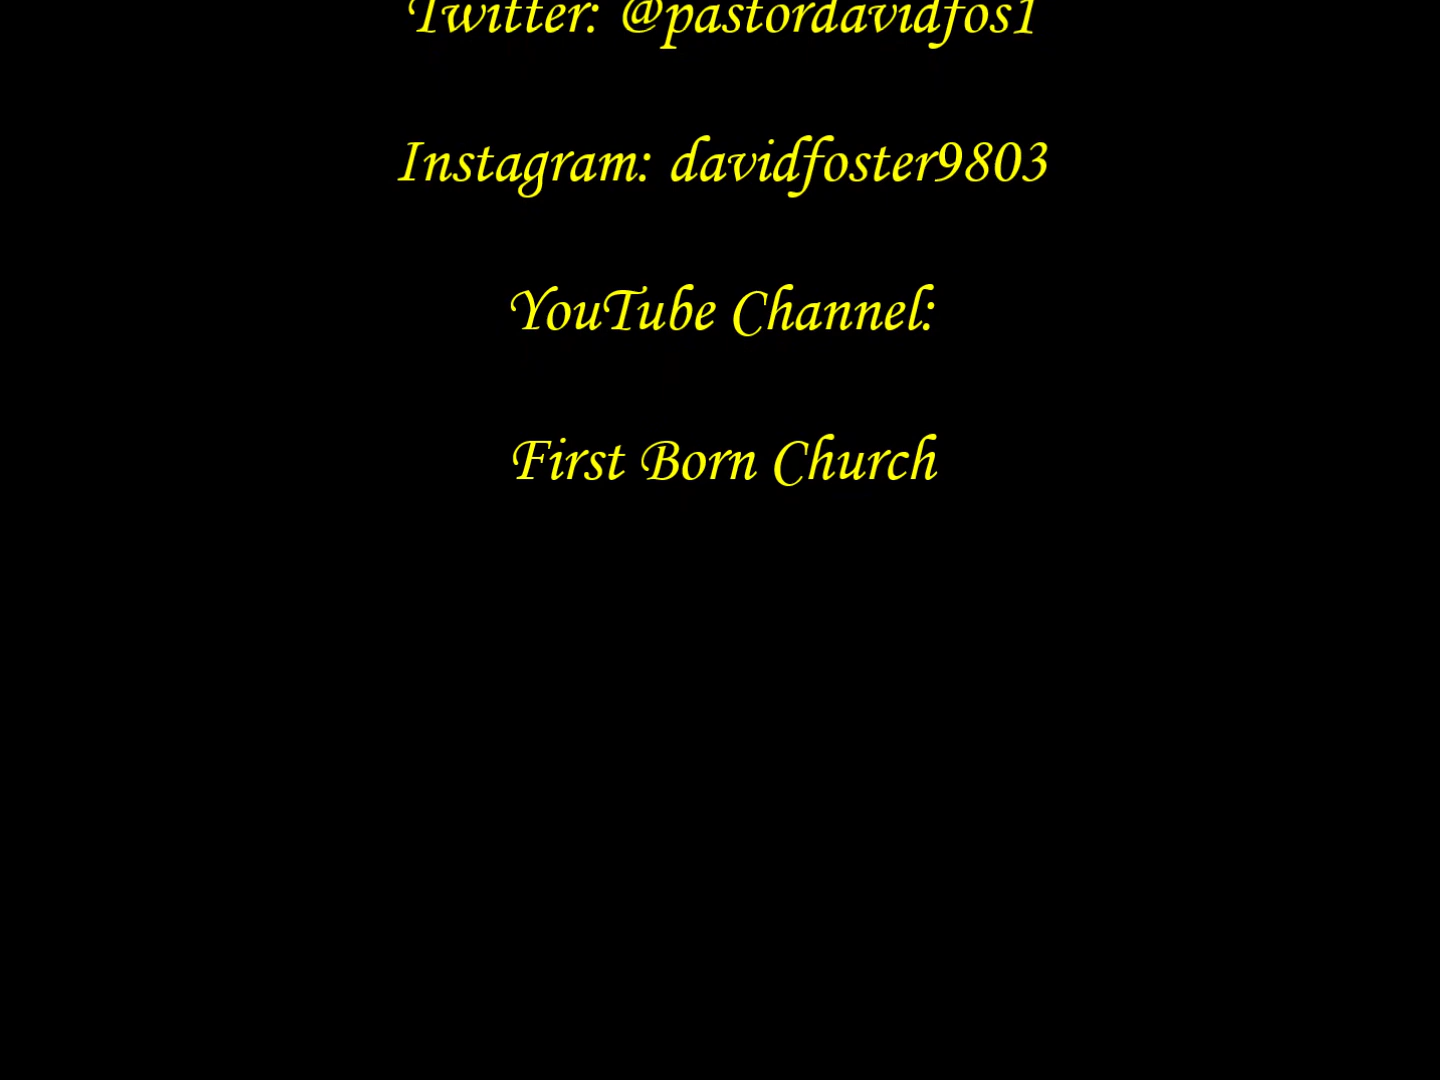 Twitter: @pastordavidfos1
Instagram: davidfoster9803
YouTube Channel:
First Born Church